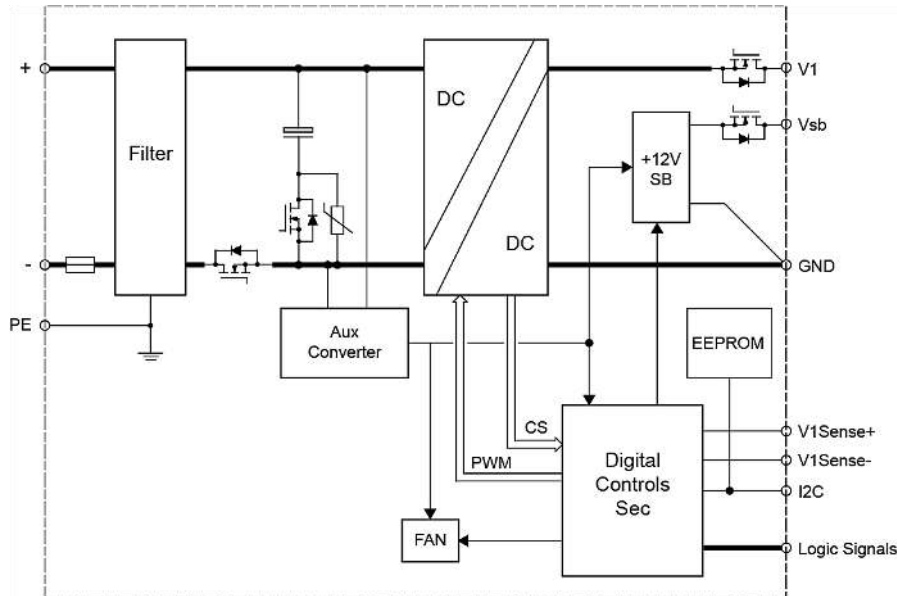 +
-
PE
Filter
DC
DC
Aux
Converter
+12V
SB
V1
Vsb
GND
EEPROM
CS
PWM
Digital
Controls
Sec
FAN
V1Sense+
V1Sense-
I2C
Logic Signals